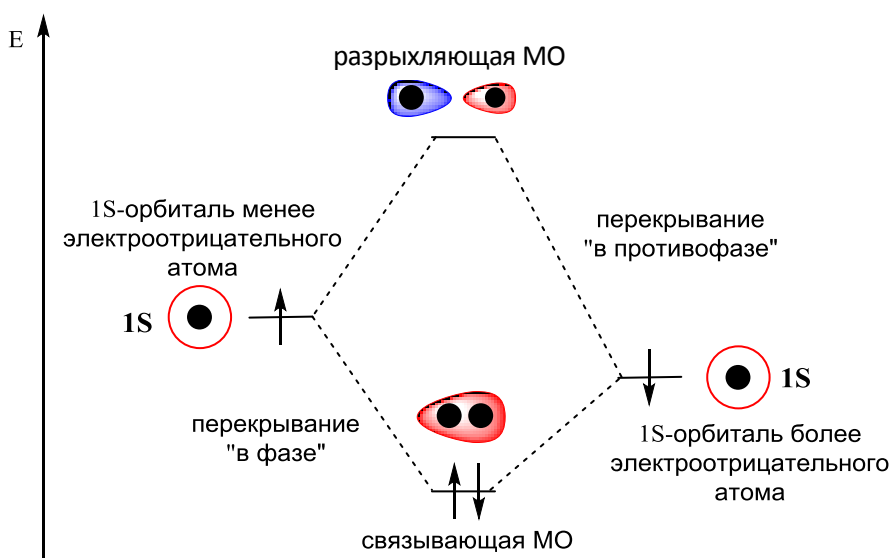 E
разрыхляющая МО
1S-орбиталь менее
электроотрицательного
атома
1S
перекрывание
"в противофазе"
перекрывание
"в фазе"
1S
1S-орбиталь более
электроотрицательного
атома
связывающая МО